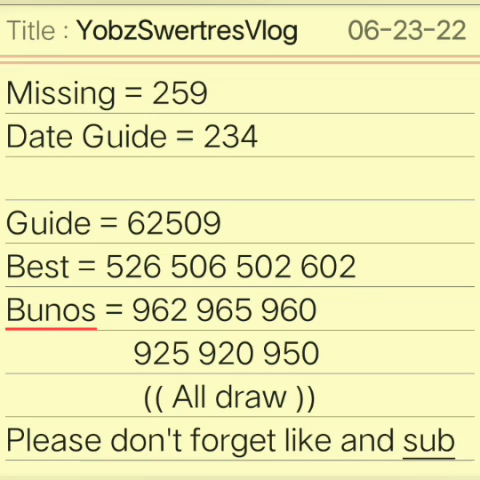 Title : YobzSwertresVlog 06-23-22
Missing = 259
Date Guide = 234
Guide = 62509
Best = 526 506 502 602
Bunos = 962 965 960
925 920 950
(( All draw ))
Please don't forget like and sub